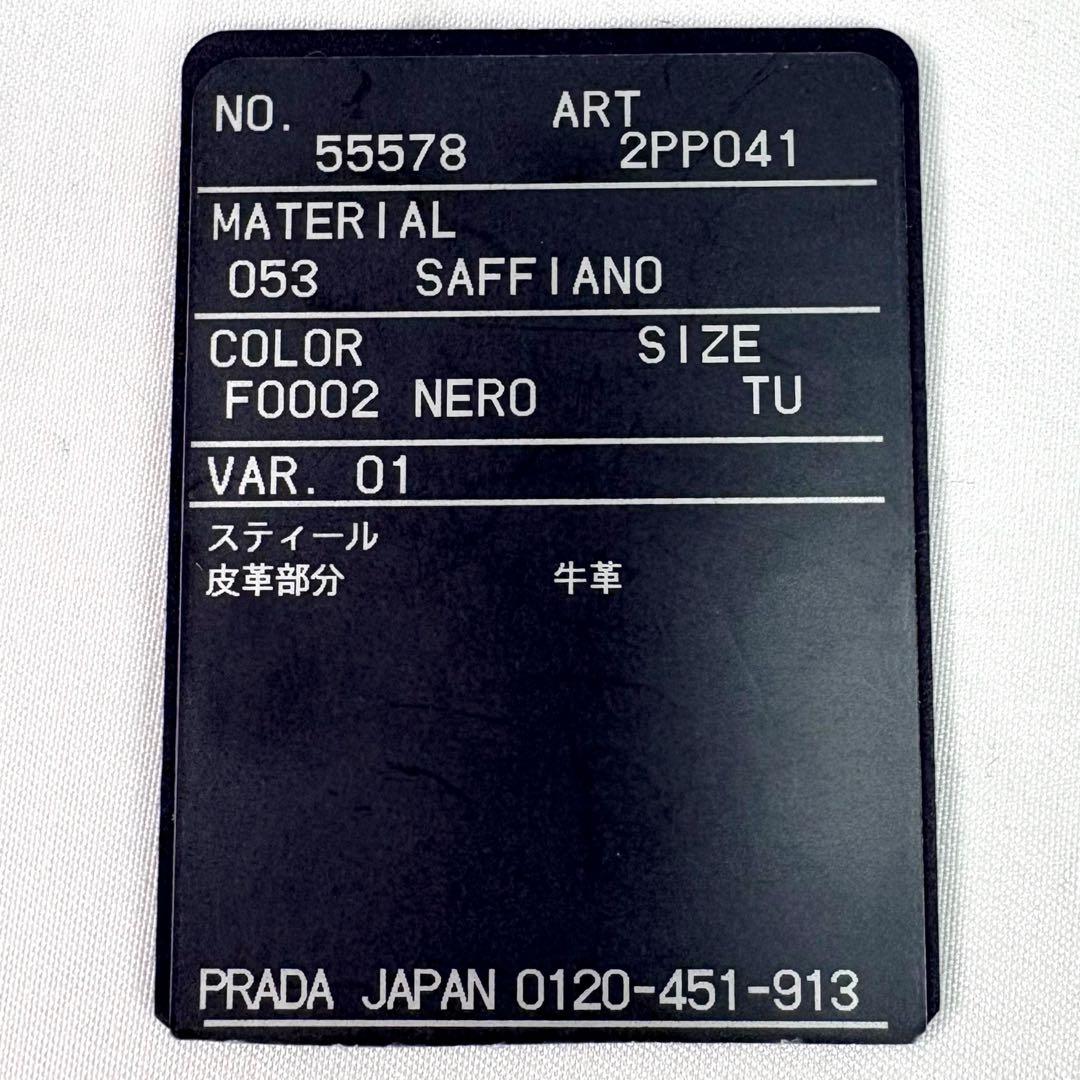 NO. ART
55578 2PP041
MATERIAL
053 SAFFIANO
COLOR SIZE
F0002 NERO TU
VAR. 01
スティール
皮革部分 牛革
PRADA JAPAN 0120-451-913